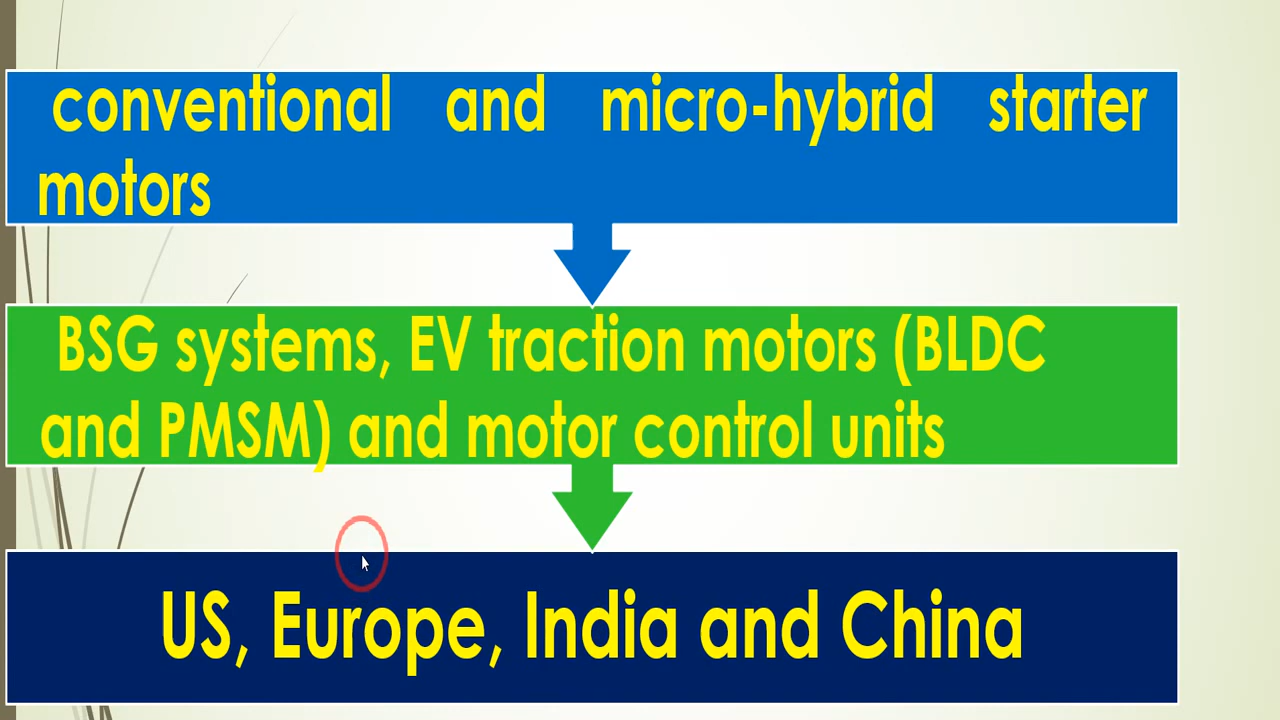 conventional and micro-hybrid starter
motors
BSG systems, EV traction motors (BLDC
and PMSM) and motor control units
US, Europe, India and China